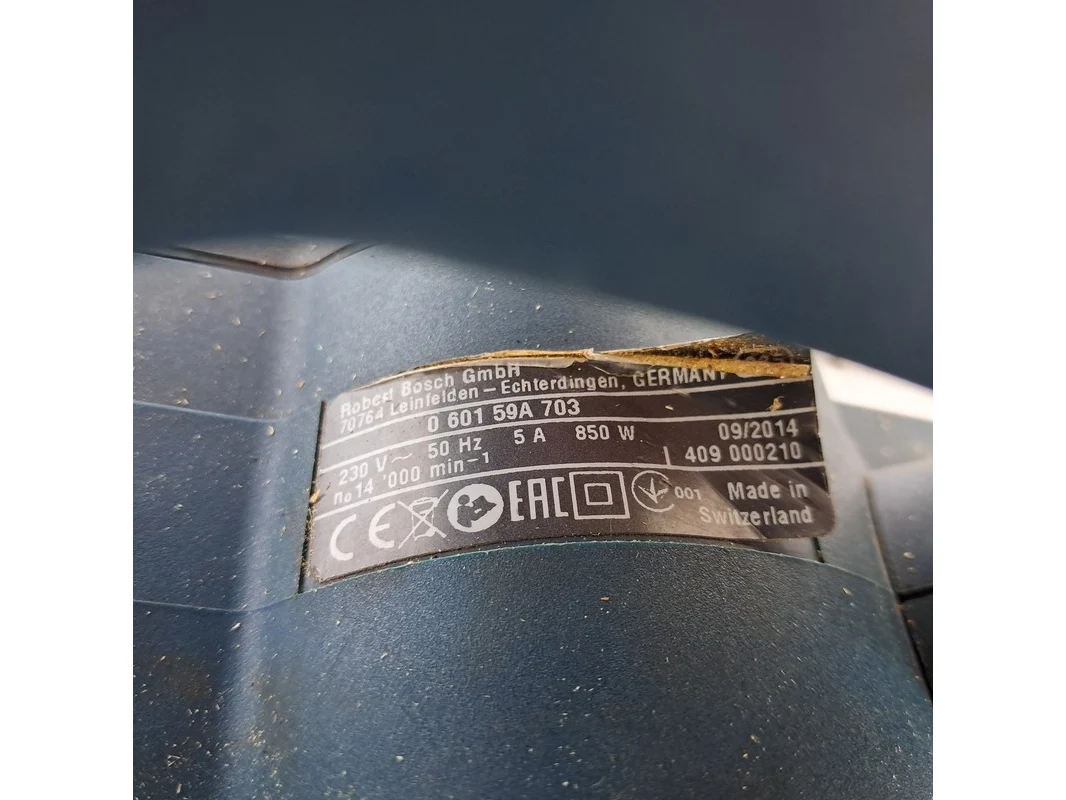 Robert Bosch GmbH
70764 Leinfelden – Echterdingen, GERMANY
0 601 59A 703
230 V ~ 50 Hz 5 A 850 W 09/2014
n₀ 14 '000 min⁻¹ 409 000210
CE EAC 001 Made in
Switzerland